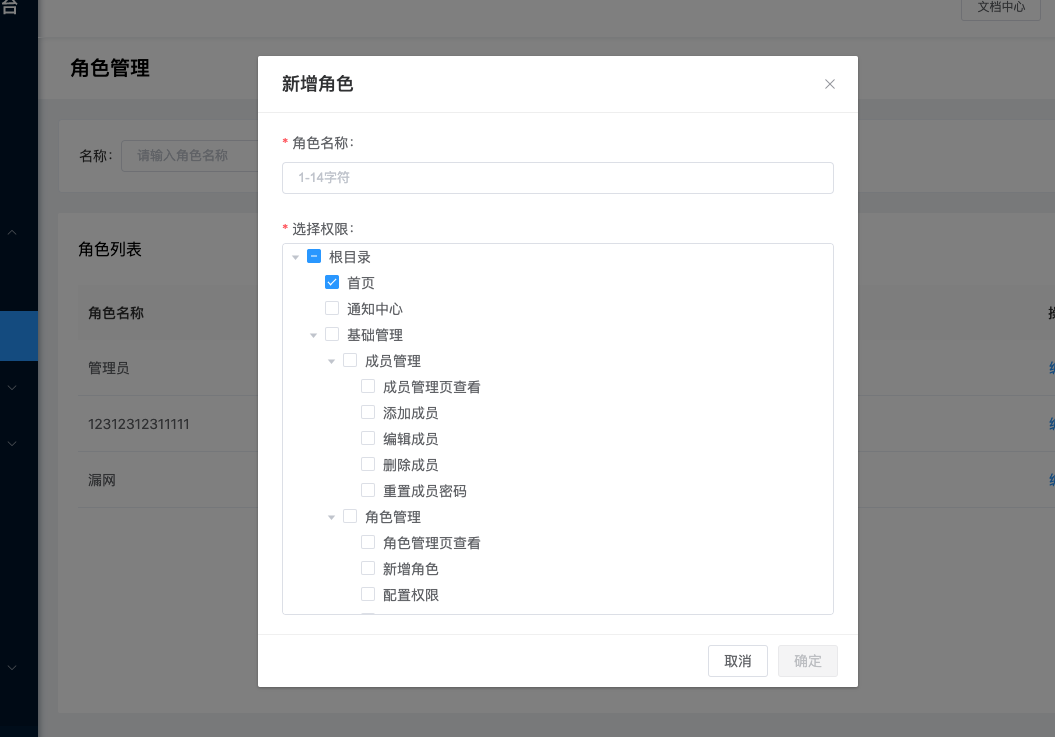 台
文档中心
角色管理
名称:
请输入角色名称
角色列表
角色名称
管理员
12312312311111
漏网
新增角色
* 角色名称:
1-14字符
* 选择权限:
根目录
首页
通知中心
基础管理
成员管理
成员管理页查看
添加成员
编辑成员
删除成员
重置成员密码
角色管理
角色管理页查看
新增角色
配置权限
取消 确定